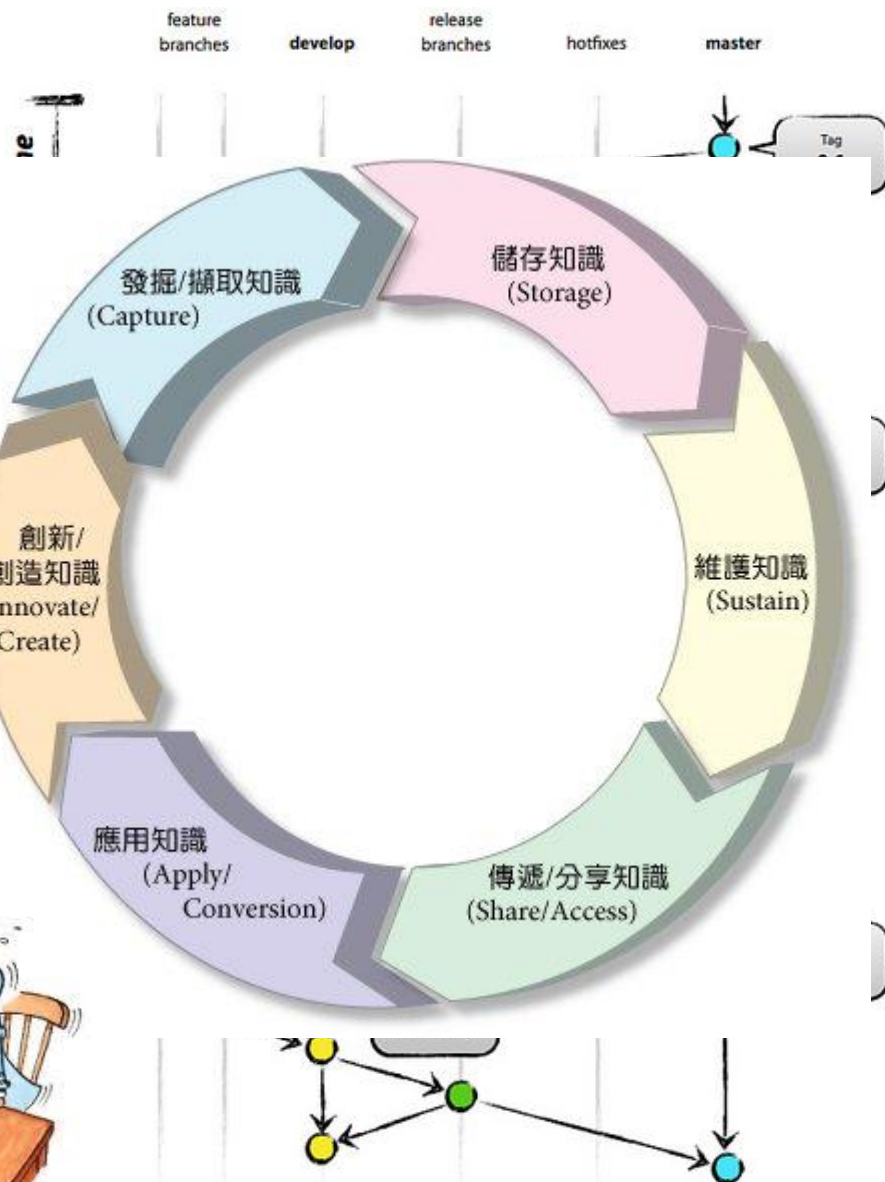 feature
branches
develop
release
branches
hotfixes
master
Tag
發掘/擷取知識
(Capture)
儲存知識
(Storage)
維護知識
(Sustain)
傳遞/分享知識
(Share/Access)
應用知識
(Apply/
Conversion)
創新/
創造知識
Innovate/
Create)